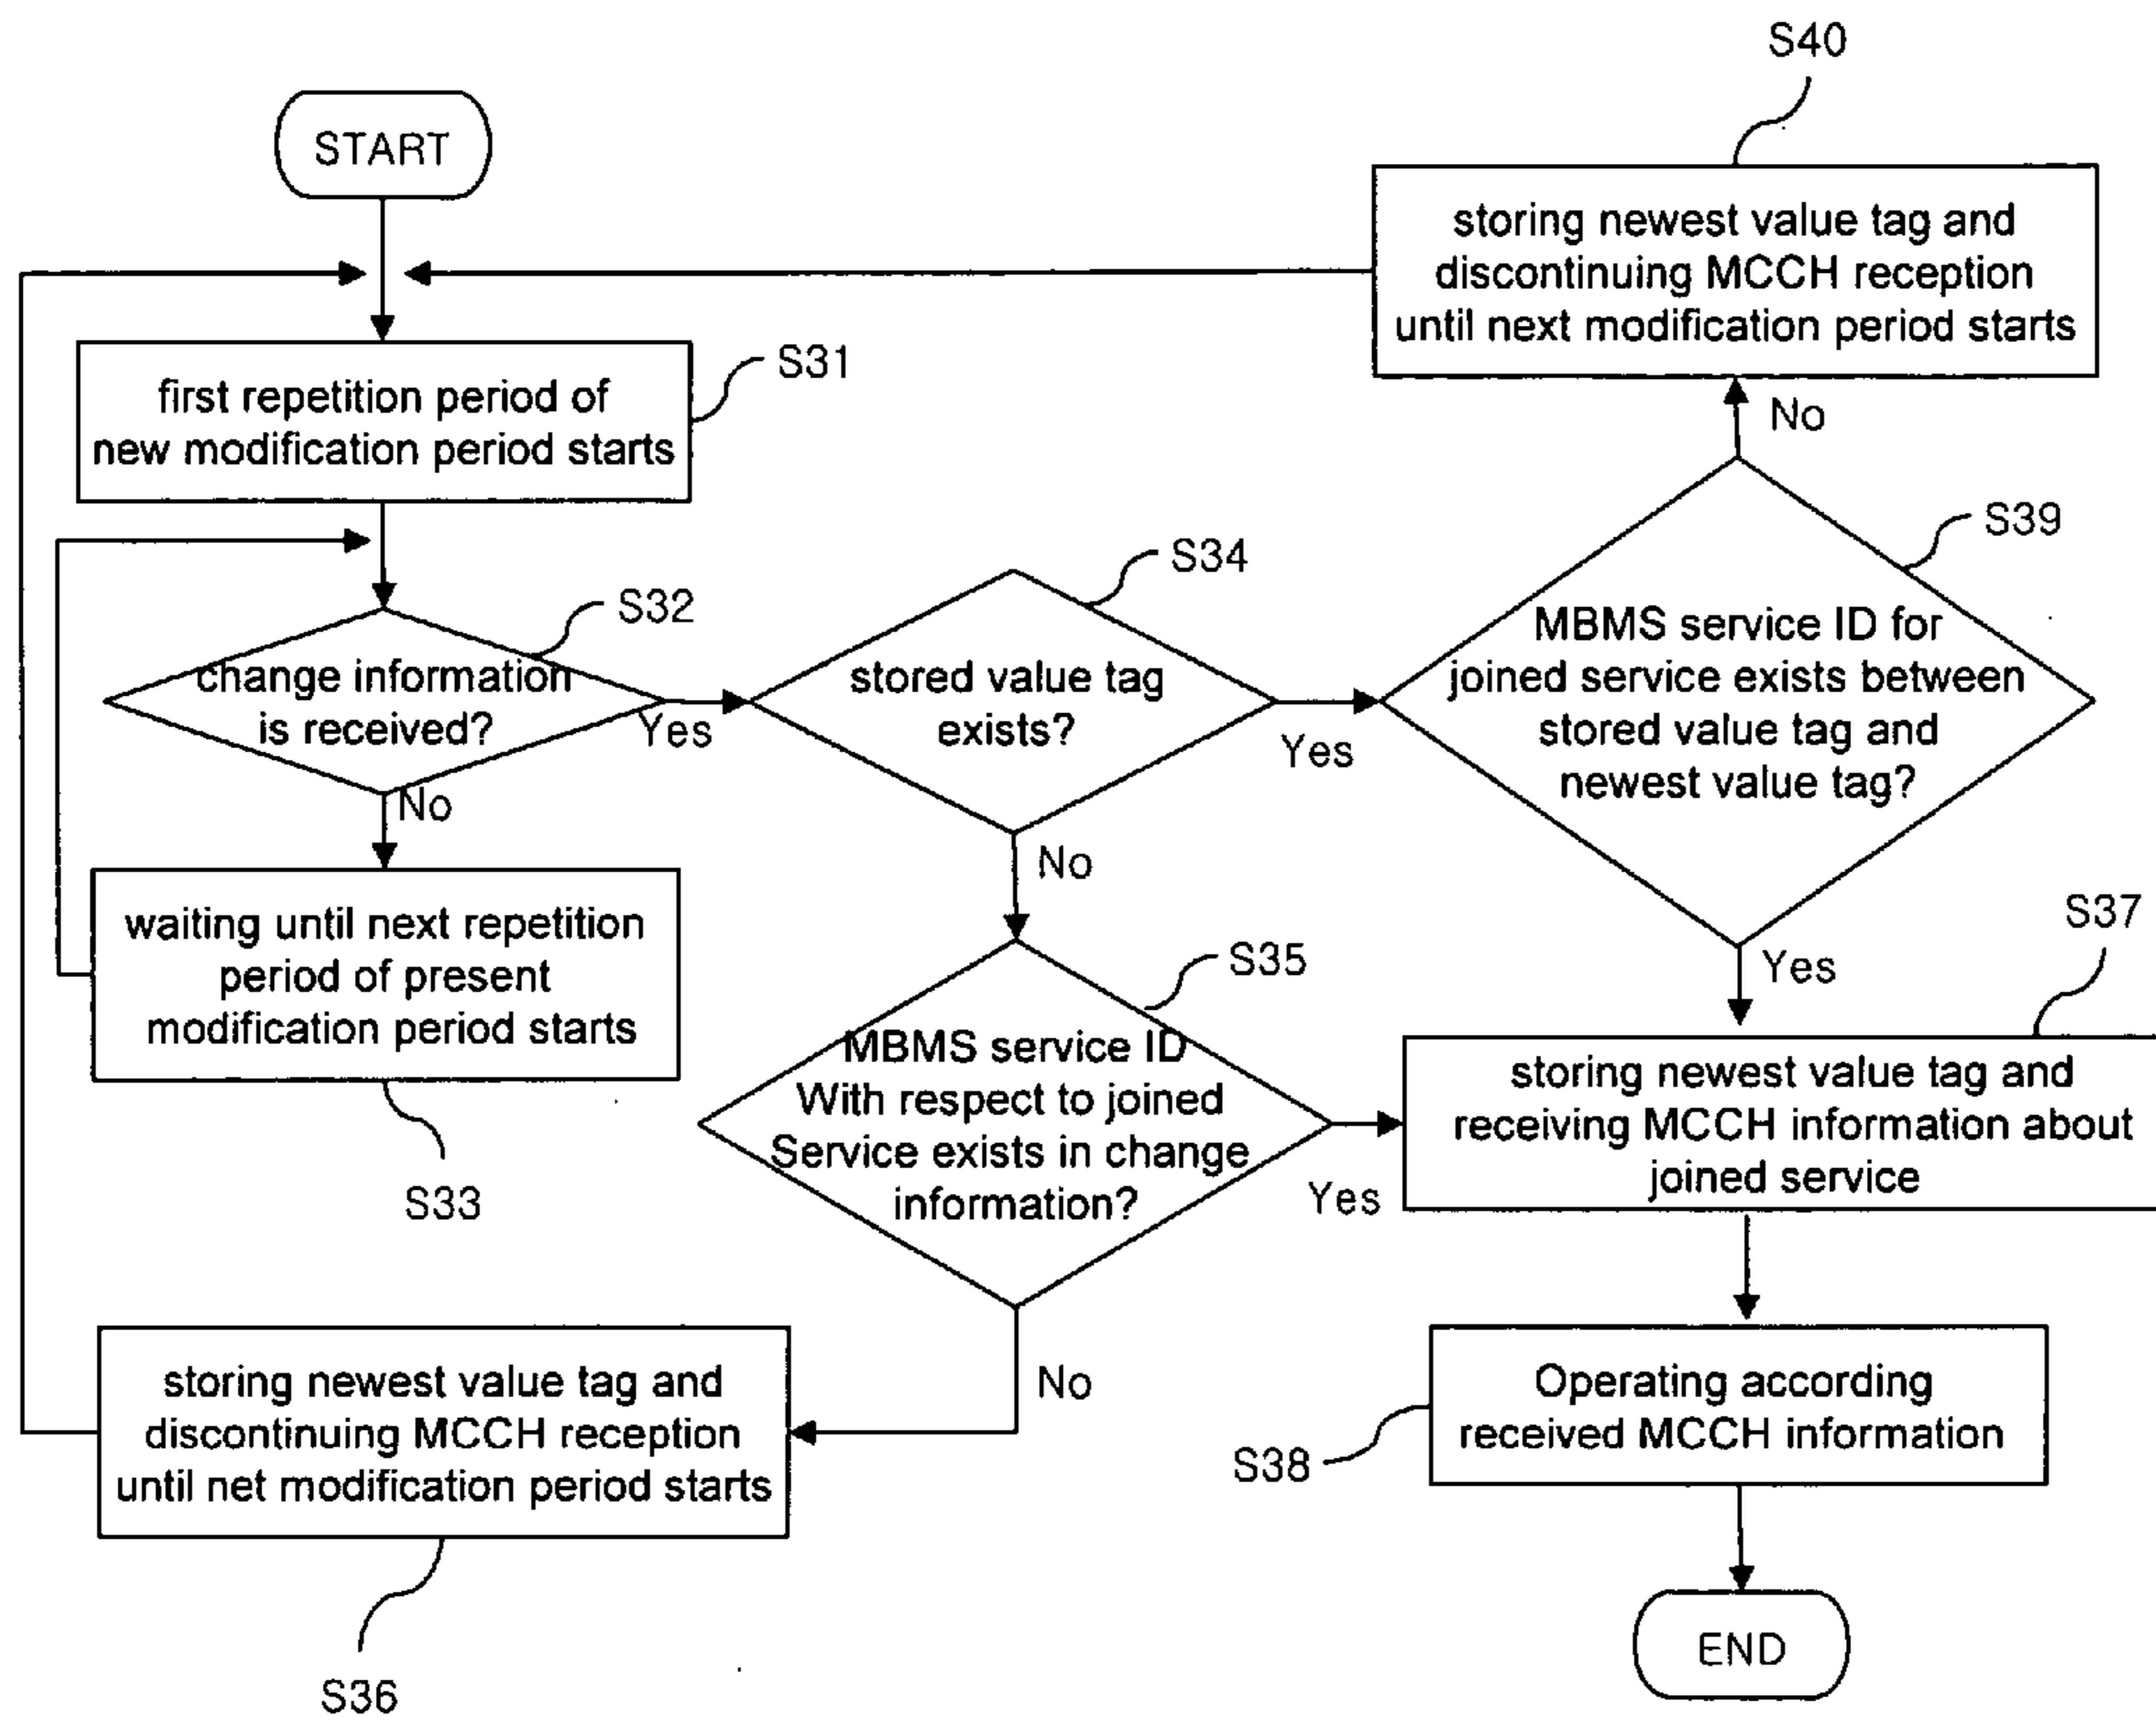 S40
START
storing newest value tag and
discontinuing MCCH reception
until next modification period starts
S31
first repetition period of
new modification period starts
No
S39
S34
S32
MBMS service ID for
joined service exists between
stored value tag and
newest value tag?
change information
is received?
Yes
stored value tag
exists?
Yes
No
No
waiting until next repetition
period of present
modification period starts
S33
S35
Yes
S37
MBMS service ID
With respect to joined
Service exists in change
information?
Yes
storing newest value tag and
receiving MCCH information about
joined service
No
storing newest value tag and
discontinuing MCCH reception
until net modification period starts
S36
Operating according
received MCCH information
S38
END